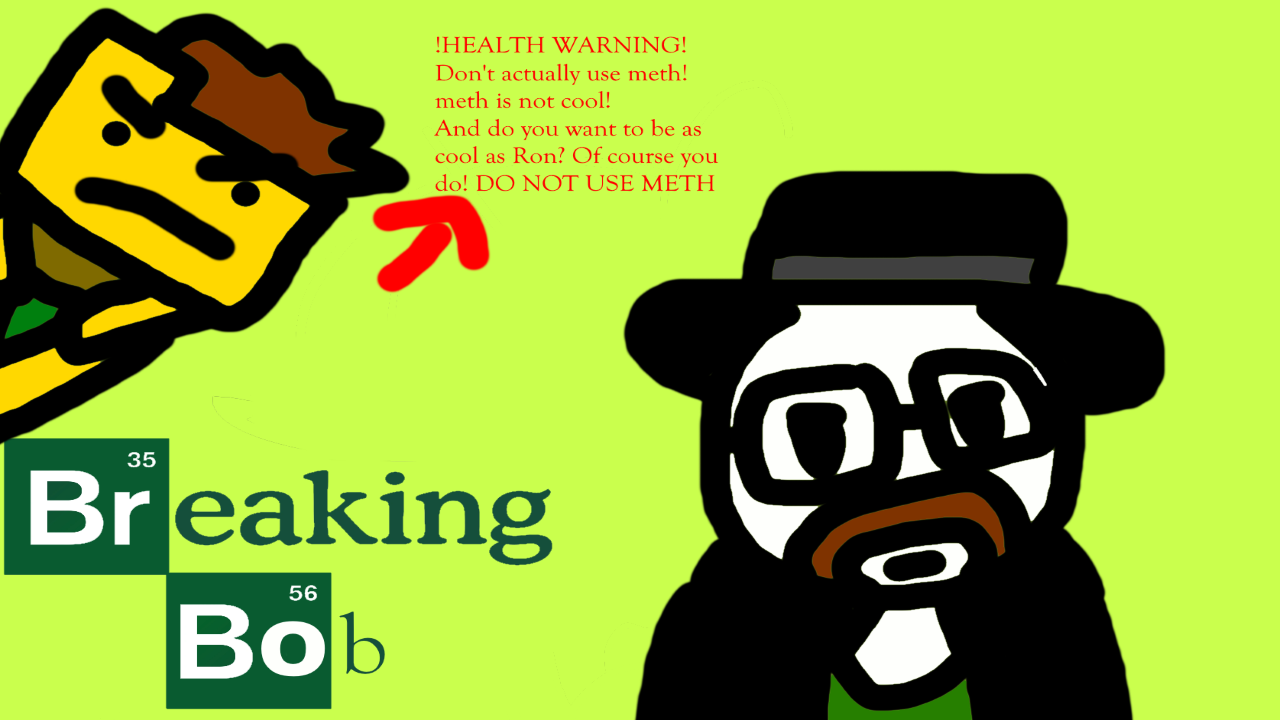 !HEALTH WARNING!
Don't actually use meth!
meth is not cool!
And do you want to be as
cool as Ron? Of course you
do! DO NOT USE METH
35
Breaking
56
Bob